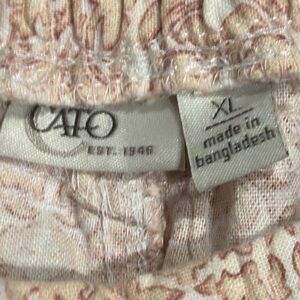 CATO
EST. 1946
XL
made in
bangladesh